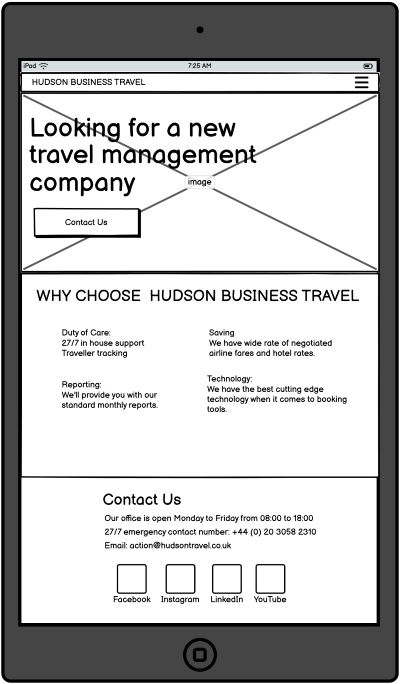 iPad 7:25 AM
HUDSON BUSINESS TRAVEL
Looking for a new
travel management
company
image
Contact Us
WHY CHOOSE HUDSON BUSINESS TRAVEL
Duty of Care:
27/7 in house support
Traveller tracking
Saving
We have wide rate of negotiated
airline fares and hotel rates.
Reporting:
We'll provide you with our
standard monthly reports.
Technology:
We have the best cutting edge
technology when it comes to booking
tools.
Contact Us
Our office is open Monday to Friday from 08:00 to 18:00
27/7 emergency contact number: +44 (0) 20 3058 2310
Email: action@hudsontravel.co.uk
Facebook Instagram LinkedIn YouTube